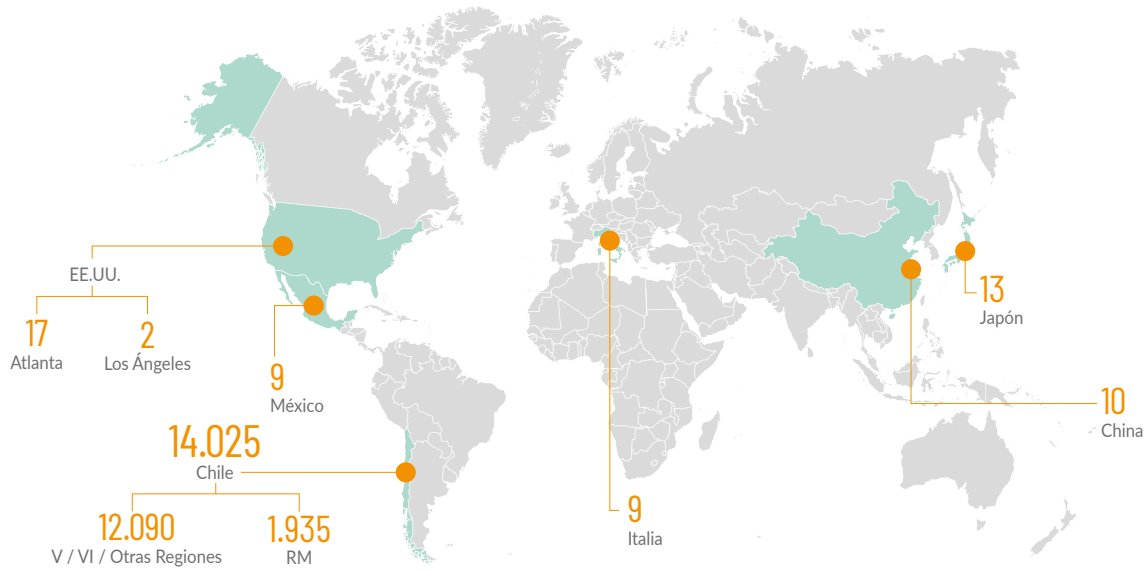 EE.UU.
17
Atlanta
2
Los Ángeles
9
México
14.025
Chile
12.090
V / VI / Otras Regiones
1.935
RM
9
Italia
13
Japón
10
China